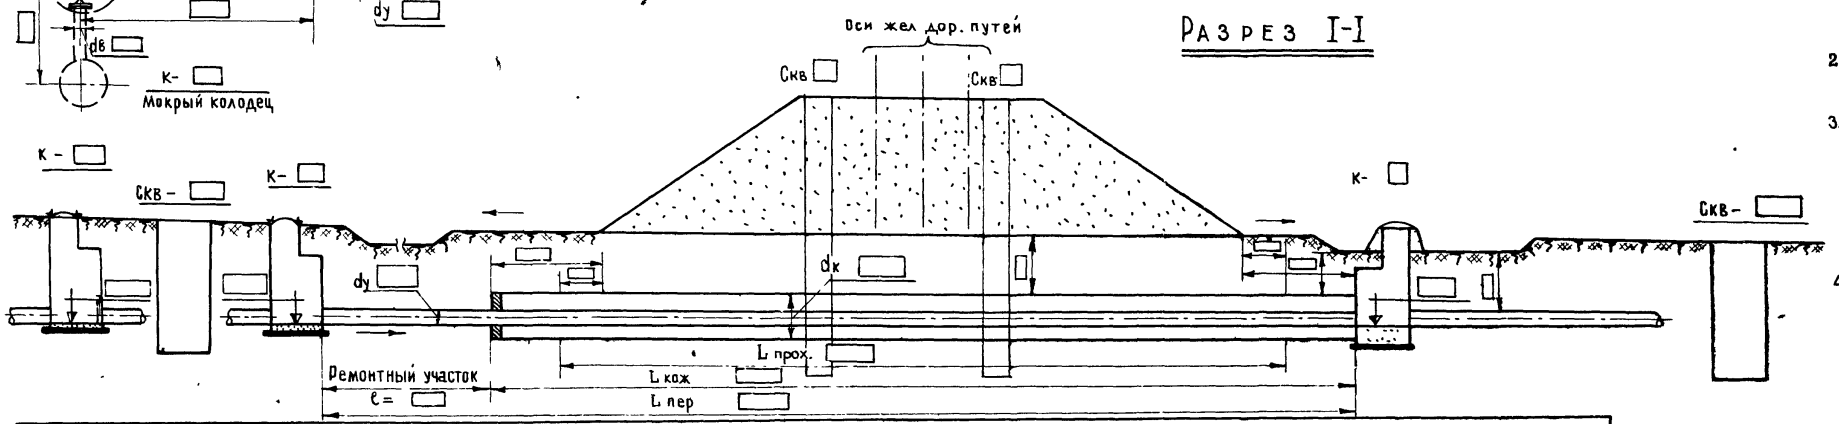 dу
dв
К-
Мокрый колодец
Оси жел дор. путей
Разрез I-I
2
Скв
Скв
3.
К -
Скв -
К-
К-
Скв -
dу
dк
4
L прох.
Ремонтный участок
L кож
ℓ =
L пер